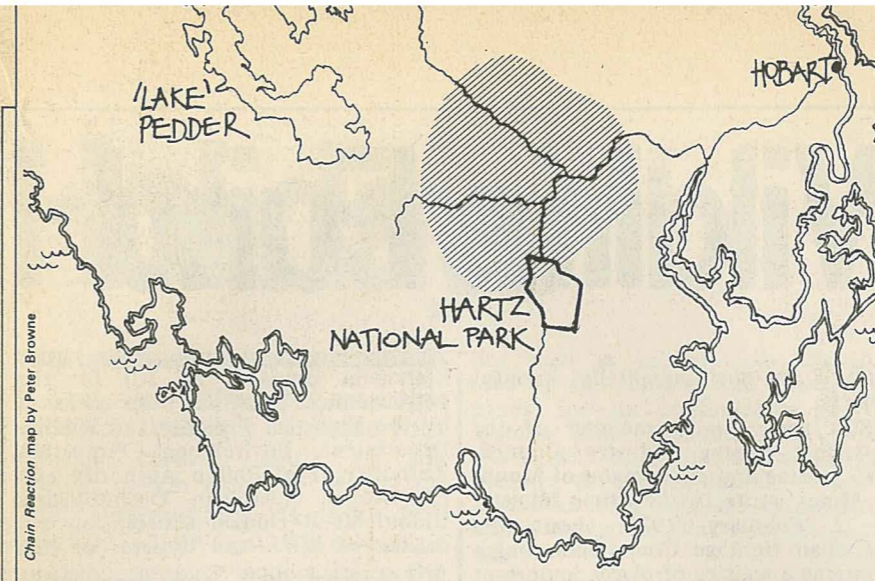 'LAKE'
PEDDER
HOBART
HARTZ
NATIONAL PARK
Chain Reaction map by Peter Browne